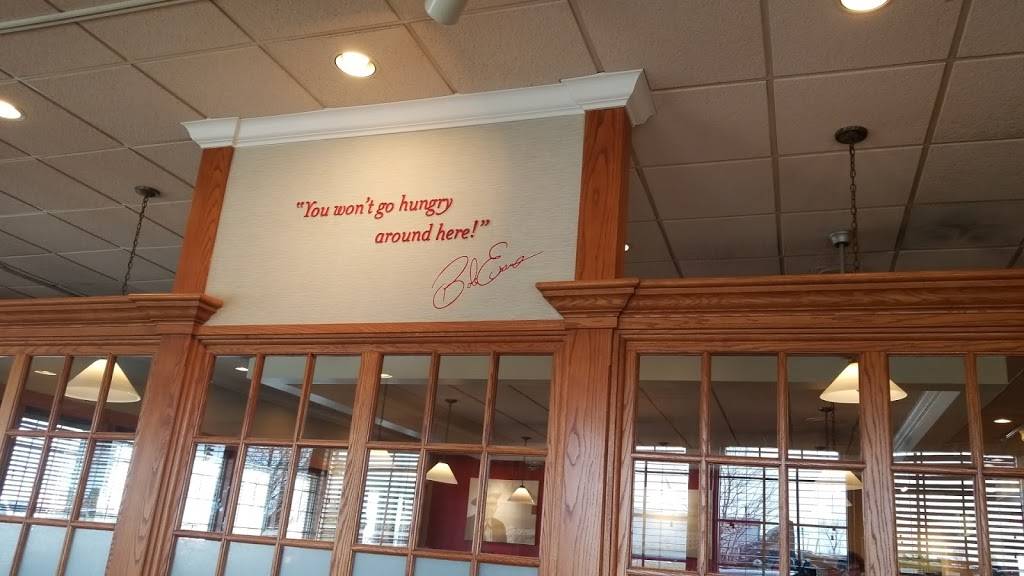 “You won’t go hungry
around here!”
Bob Evans